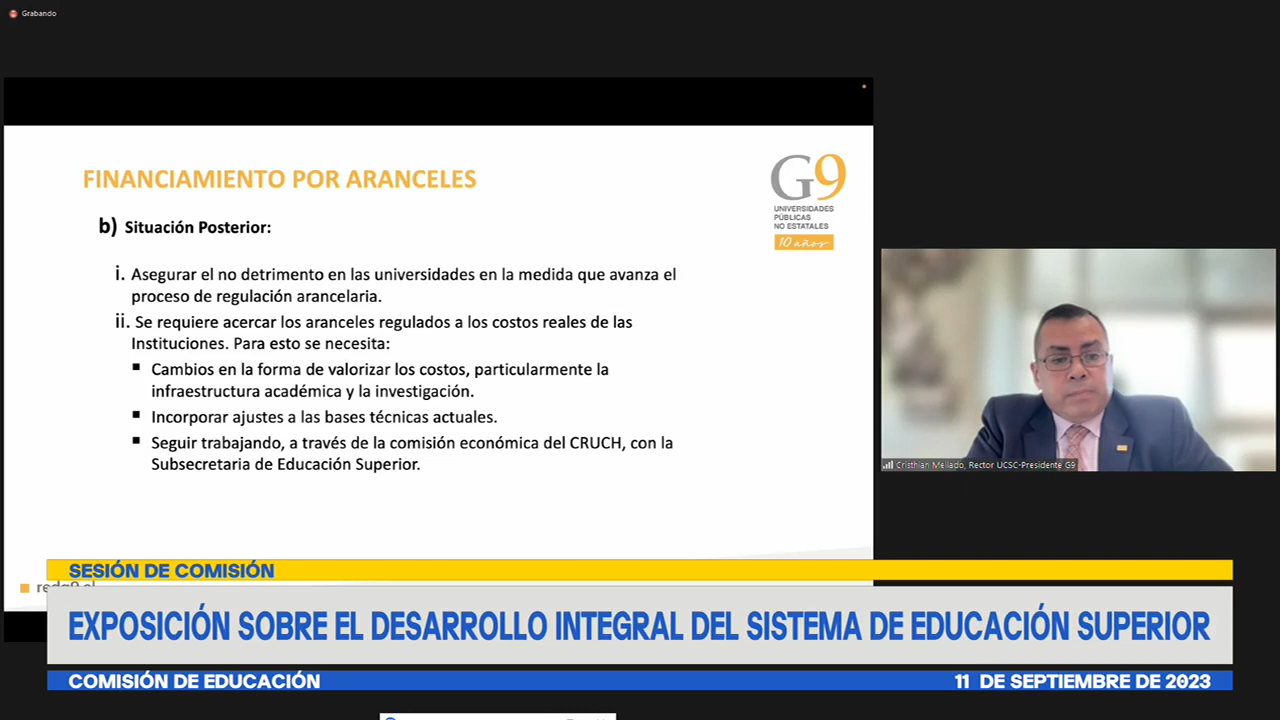 Grabando
FINANCIAMIENTO POR ARANCELES
G9
UNIVERSIDADES
PÚBLICAS
NO ESTATALES
10 años
b) Situación Posterior:
i. Asegurar el no detrimento en las universidades en la medida que avanza el
proceso de regulación arancelaria.
ii. Se requiere acercar los aranceles regulados a los costos reales de las
Instituciones. Para esto se necesita:
Cambios en la forma de valorizar los costos, particularmente la
infraestructura académica y la investigación.
Incorporar ajustes a las bases técnicas actuales.
Seguir trabajando, a través de la comisión económica del CRUCH, con la
Subsecretaria de Educación Superior.
Cristhian Mellado, Rector UCSC-Presidente G9
SESIÓN DE COMISIÓN
EXPOSICIÓN SOBRE EL DESARROLLO INTEGRAL DEL SISTEMA DE EDUCACIÓN SUPERIOR
COMISIÓN DE EDUCACIÓN
11 DE SEPTIEMBRE DE 2023